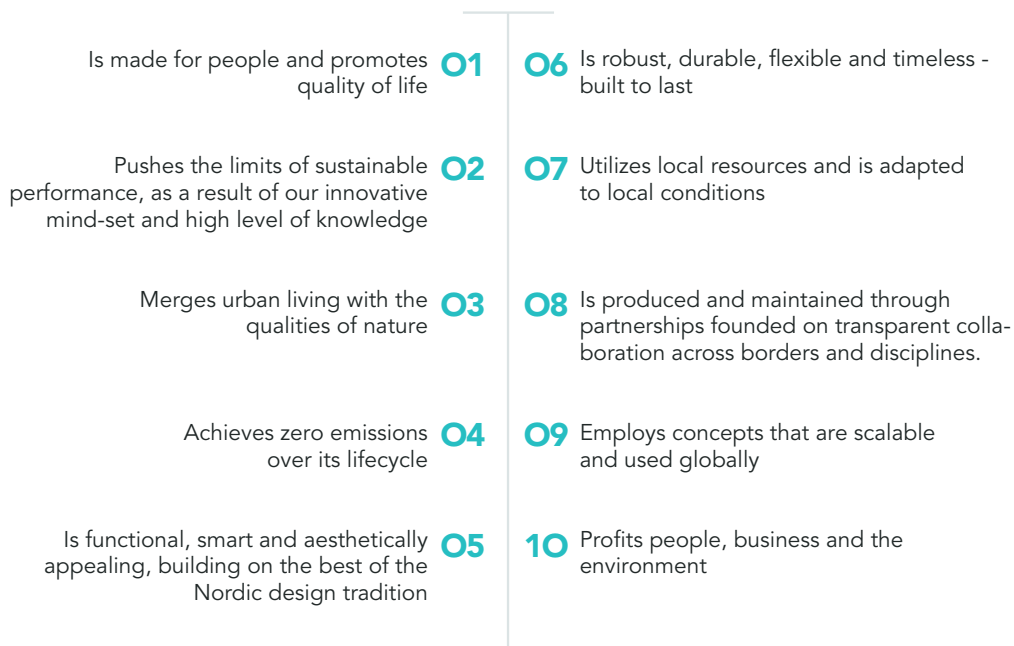 Is made for people and promotes
quality of life
01
Pushes the limits of sustainable
performance, as a result of our innovative
mind-set and high level of knowledge
02
Merges urban living with the
qualities of nature
03
Achieves zero emissions
over its lifecycle
04
Is functional, smart and aesthetically
appealing, building on the best of the
Nordic design tradition
05
06
Is robust, durable, flexible and timeless -
built to last
07
Utilizes local resources and is adapted
to local conditions
08
Is produced and maintained through
partnerships founded on transparent colla-
boration across borders and disciplines.
09
Employs concepts that are scalable
and used globally
10
Profits people, business and the
environment